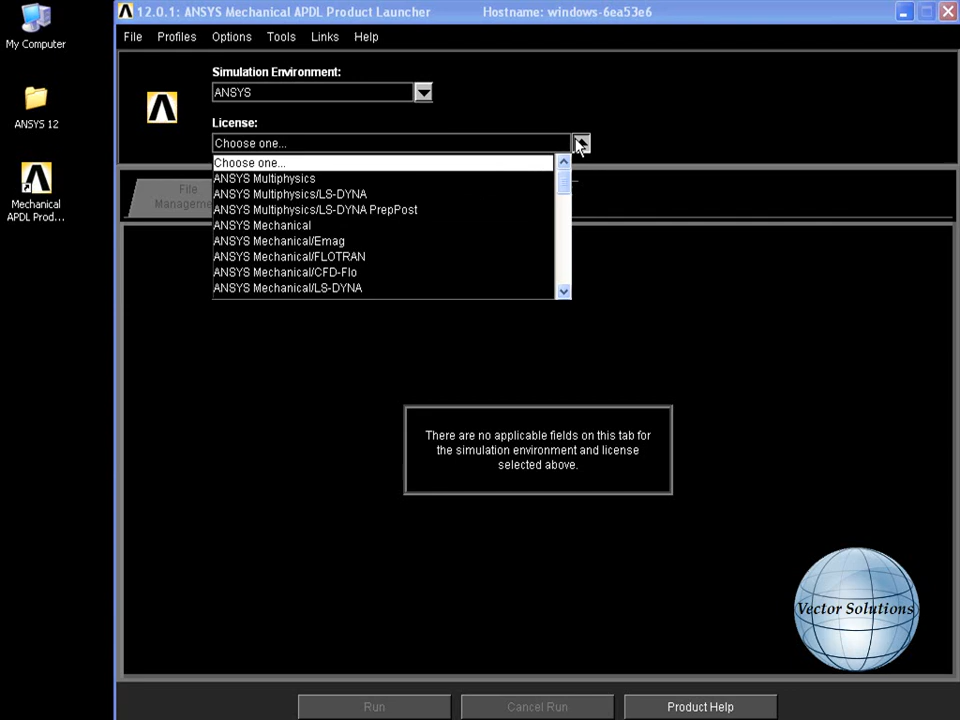 My Computer
ANSYS 12
Mechanical
APDL Prod...
12.0.1: ANSYS Mechanical APDL Product Launcher Hostname: windows-6ea53e6
File Profiles Options Tools Links Help
Simulation Environment:
ANSYS
License:
Choose one...
Choose one...
ANSYS Multiphysics
ANSYS Multiphysics/LS-DYNA
ANSYS Multiphysics/LS-DYNA PrepPost
ANSYS Mechanical
ANSYS Mechanical/Emag
ANSYS Mechanical/FLOTRAN
ANSYS Mechanical/CFD-Flo
ANSYS Mechanical/LS-DYNA
File
There are no applicable fields on this tab for
the simulation environment and license
selected above.
Vector Solutions
Run Cancel Run Product Help